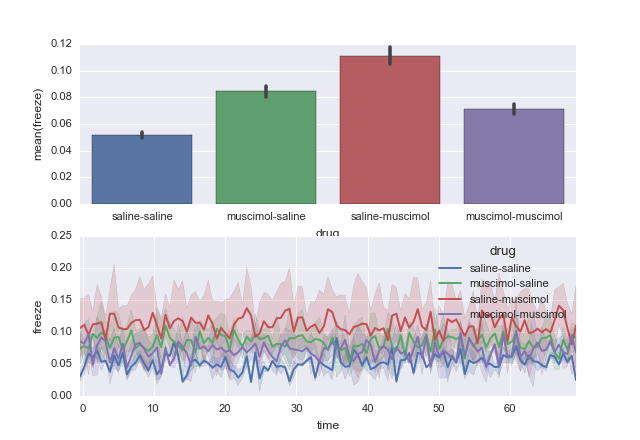 0.12
0.10
0.08
0.06
0.04
0.02
0.00
mean(freeze)
saline-saline muscimol-saline saline-muscimol muscimol-muscimol
drug
0.25
0.20
0.15
0.10
0.05
0.00
freeze
drug
saline-saline
muscimol-saline
saline-muscimol
muscimol-muscimol
0 10 20 30 40 50 60
time